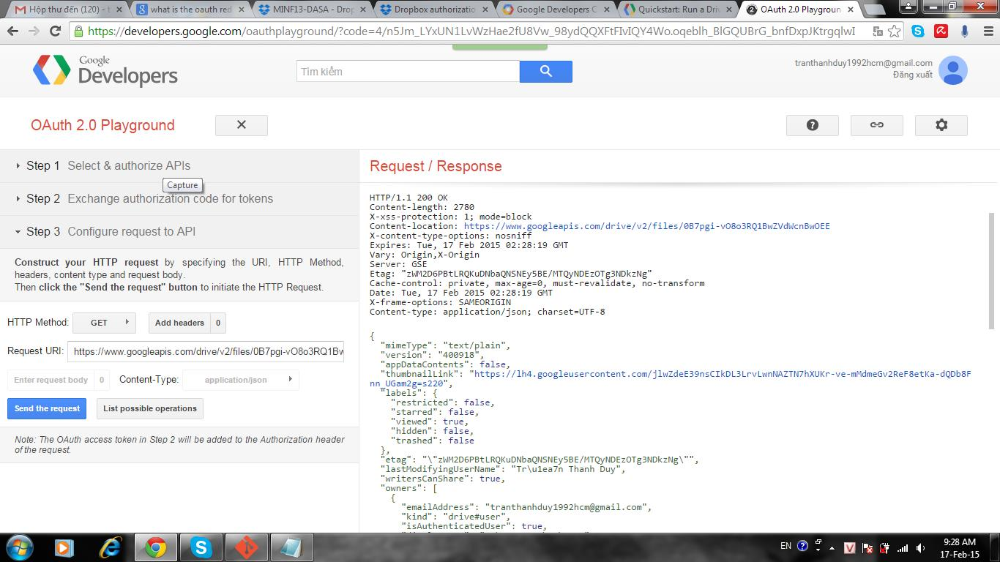 Hộp thư đến (120) - t
what is the oauth red
MINF13-DASA - Drop
Dropbox authorizatio
Google Developers C
Quickstart: Run a Driv
OAuth 2.0 Playgroun
https://developers.google.com/oauthplayground/?code=4/n5Im_LYxUN1LvWzHae2fU8Vw_98ydQQXFtFIvIQY4Wo.oqeblh_BlGQUBrG_bnfDxpJKtrgqlwI
Google
Developers
Tìm kiếm
tranthanhduy1992hcm@gmail.com
Đăng xuất
OAuth 2.0 Playground
Step 1 Select & authorize APIs
Capture
Step 2 Exchange authorization code for tokens
Step 3 Configure request to API
Construct your HTTP request by specifying the URI, HTTP Method,
headers, content type and request body.
Then click the "Send the request" button to initiate the HTTP Request.
HTTP Method: GET Add headers 0
Request URI: https://www.googleapis.com/drive/v2/files/0B7pgi-vO8o3RQ1Bw
Enter request body 0 Content-Type: application/json
Send the request List possible operations
Note: The OAuth access token in Step 2 will be added to the Authorization header
of the request.
Request / Response
HTTP/1.1 200 OK
Content-length: 2780
X-xss-protection: 1; mode=block
Content-location: https://www.googleapis.com/drive/v2/files/0B7pgi-vO8o3RQ1BwZVdWcnBwOEE
X-content-type-options: nosniff
Expires: Tue, 17 Feb 2015 02:28:19 GMT
Vary: Origin,X-Origin
Server: GSE
Etag: "zWM2D6PBtLRQKuDNbaQNSNEy5BE/MTQyNDEzOTg3NDkzNg"
Cache-control: private, max-age=0, must-revalidate, no-transform
Date: Tue, 17 Feb 2015 02:28:19 GMT
X-frame-options: SAMEORIGIN
Content-type: application/json; charset=UTF-8
{
"mimeType": "text/plain",
"version": "400918",
"appDataContents": false,
"thumbnailLink": "https://lh4.googleusercontent.com/jlwZdeE39nsCIkDL3LrvLwnNAZTN7hXUKr-ve-mMdmeGv2ReF8etKa-dQDb8F
nn_UGam2g=s220",
"labels": {
"restricted": false,
"starred": false,
"viewed": true,
"hidden": false,
"trashed": false
},
"etag": "\"zWM2D6PBtLRQKuDNbaQNSNEy5BE/MTQyNDEzOTg3NDkzNg\"",
"lastModifyingUserName": "Tr\u1ea7n Thanh Duy",
"writersCanShare": true,
"owners": [
{
"emailAddress": "tranthanhduy1992hcm@gmail.com",
"kind": "drive#user",
"isAuthenticatedUser": true,
EN
9:28 AM
17-Feb-15